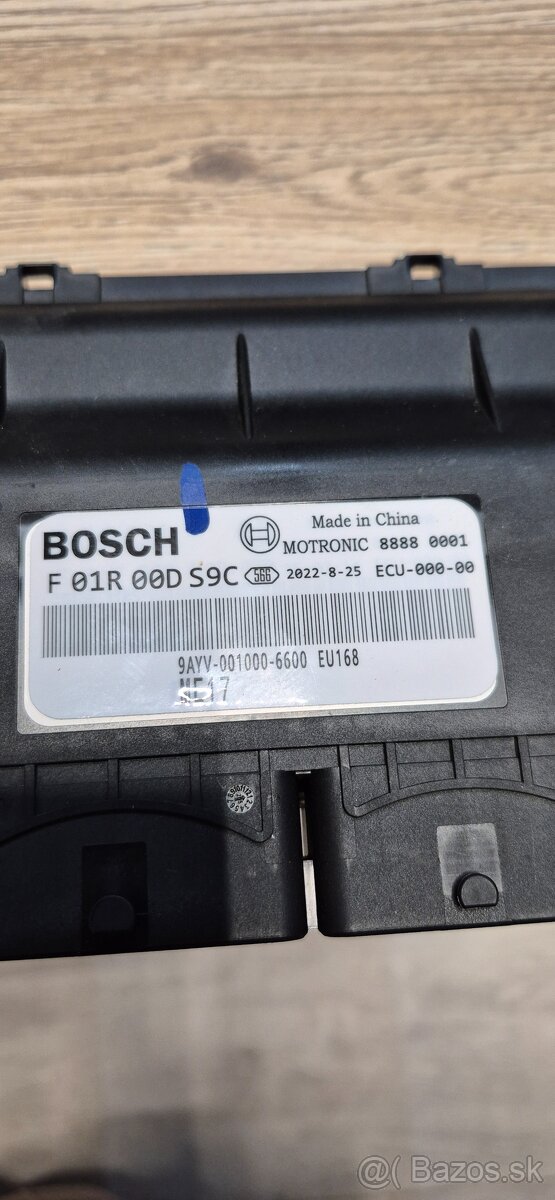 BOSCH
Made in China
MOTRONIC 8888 0001
F 01R 00D S9C 566 2022-8-25 ECU-000-00
9AYV-001000-6600 EU168
ME17
@ Bazos.sk